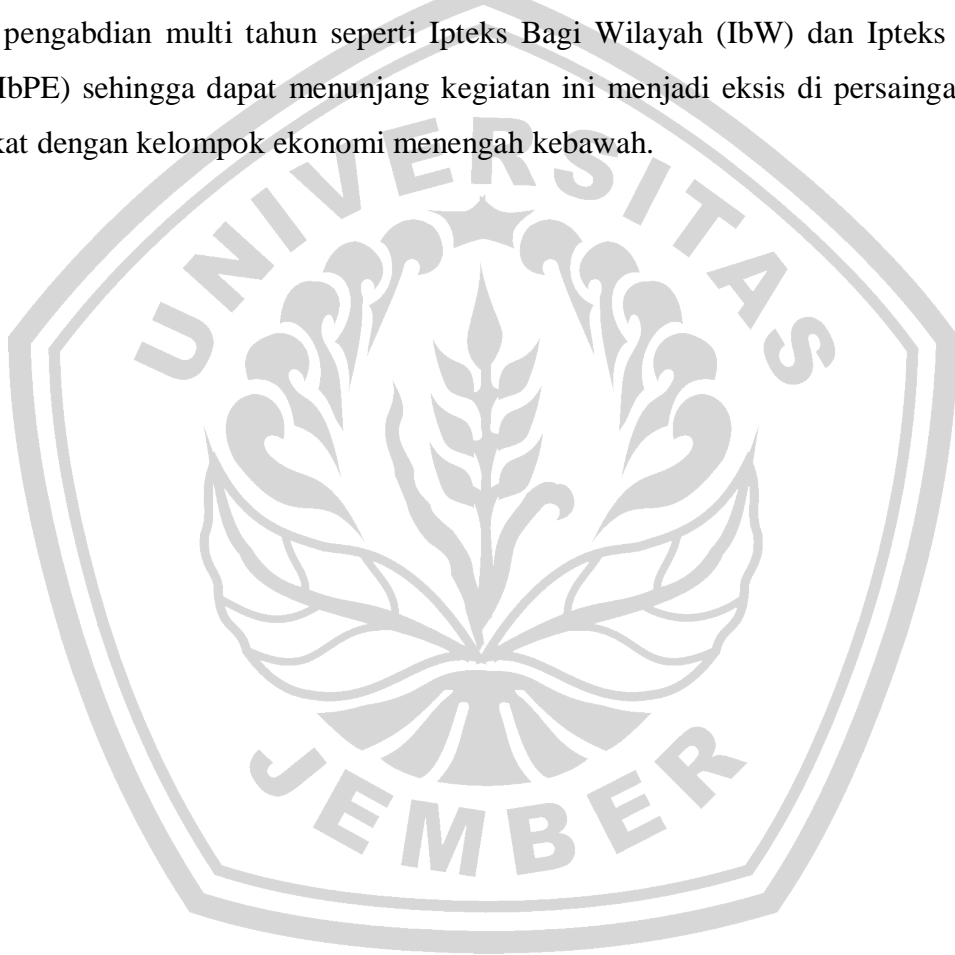 pengabdian multi tahun seperti Ipteks Bagi Wilayah (IbW) dan Ipteks
IbPE) sehingga dapat menunjang kegiatan ini menjadi eksis di persainga
kat dengan kelompok ekonomi menengah kebawah.
UNIVERSITAS
JEMBER